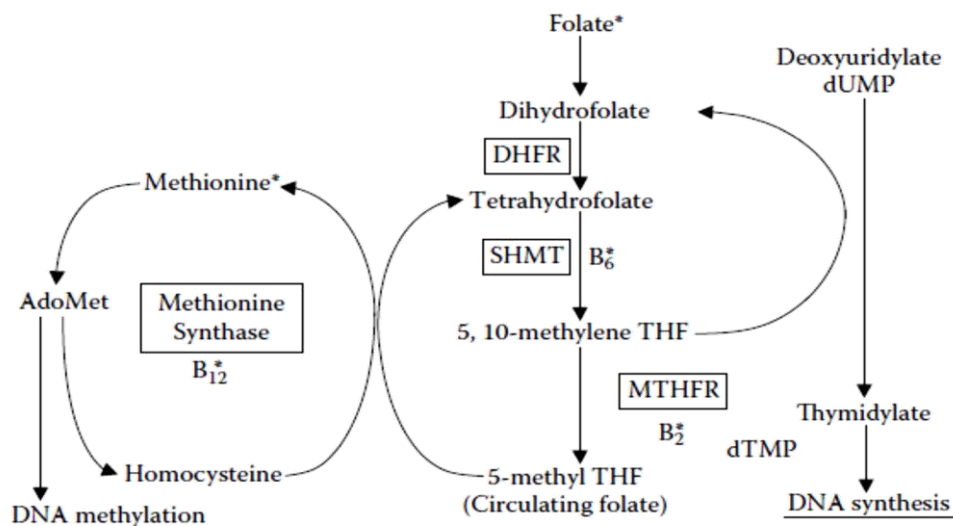 Folate*
Deoxyuridylate
dUMP
Dihydrofolate
DHFR
Methionine*
Tetrahydrofolate
SHMT
B₆*
AdoMet
Methionine
Synthase
B₁₂*
5, 10-methylene THF
MTHFR
B₂*
Thymidylate
dTMP
Homocysteine
5-methyl THF
(Circulating folate)
DNA methylation
DNA synthesis